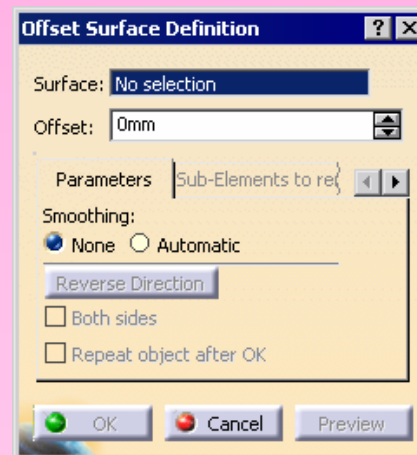 Offset Surface Definition
Surface: No selection
Offset: 0mm
Parameters Sub-Elements to
Smoothing:
None Automatic
Reverse Direction
Both sides
Repeat object after OK
OK Cancel Preview